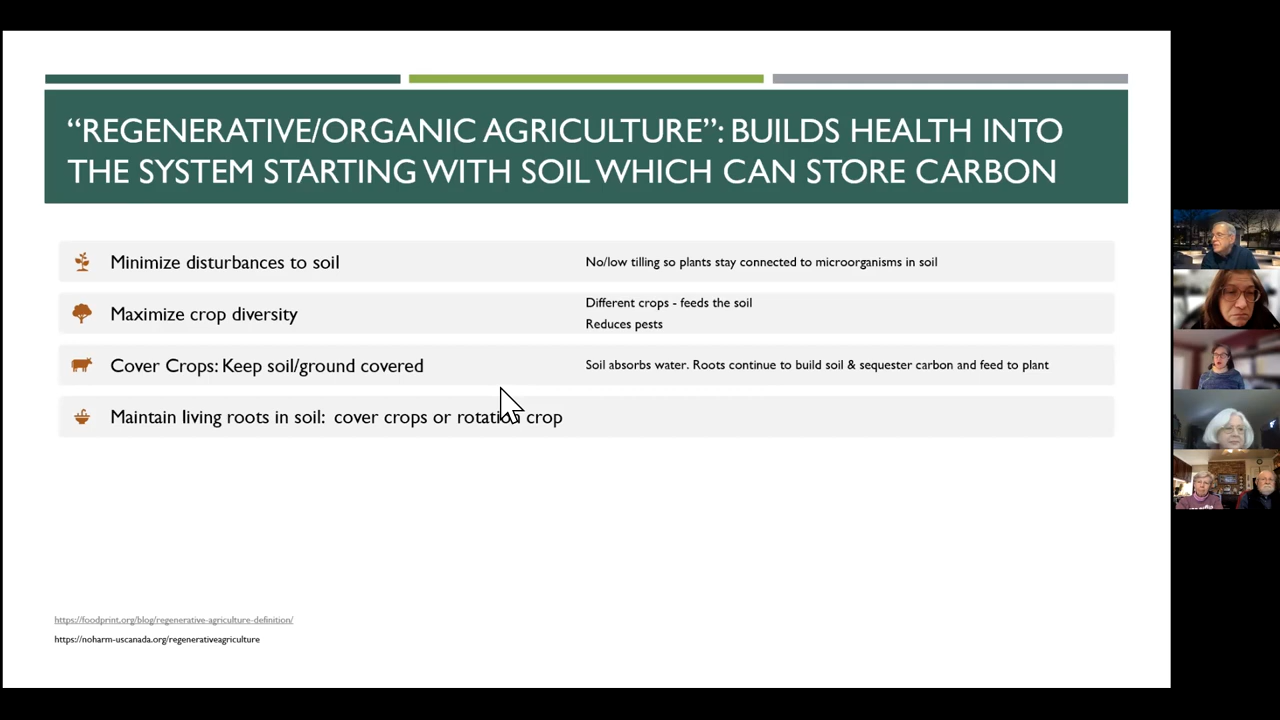 “REGENERATIVE/ORGANIC AGRICULTURE”: BUILDS HEALTH INTO
THE SYSTEM STARTING WITH SOIL WHICH CAN STORE CARBON
Minimize disturbances to soil
No/low tilling so plants stay connected to microorganisms in soil
Maximize crop diversity
Different crops - feeds the soil
Reduces pests
Cover Crops: Keep soil/ground covered
Soil absorbs water. Roots continue to build soil & sequester carbon and feed to plant
Maintain living roots in soil: cover crops or rotation crop
https://foodprint.org/blog/regenerative-agriculture-definition/
https://noharm-uscanada.org/regenerativeagriculture